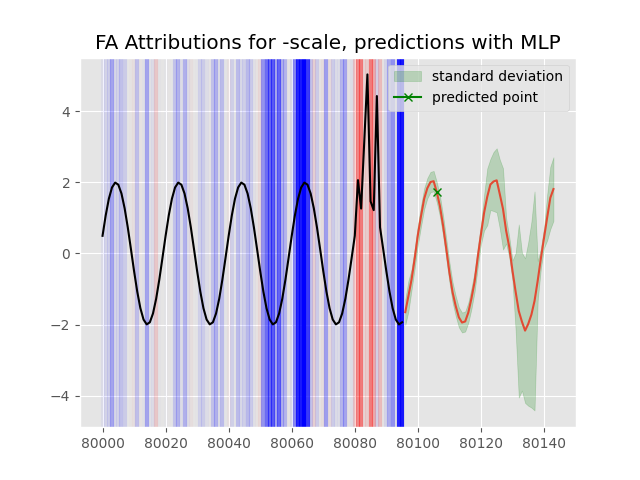 FA Attributions for -scale, predictions with MLP
standard deviation
predicted point
4
2
0
−2
−4
80000 80020 80040 80060 80080 80100 80120 80140